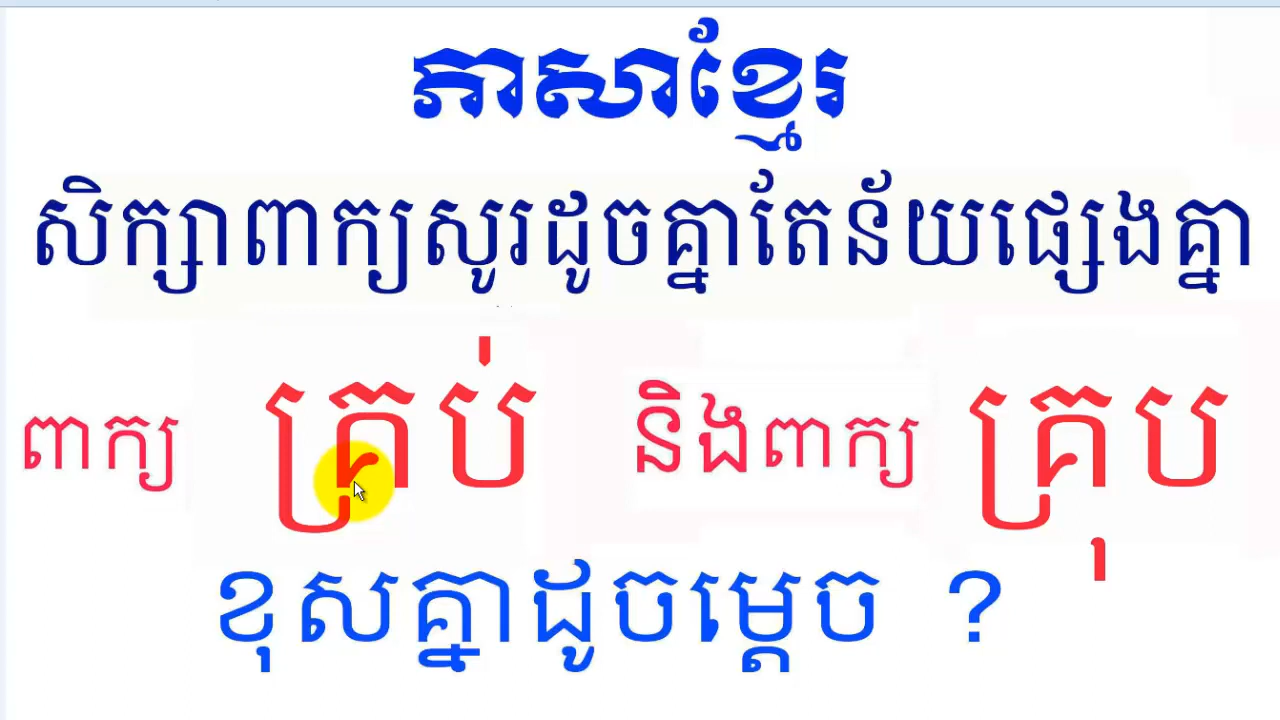 ភាសាខ្មែរ
សិក្សាពាក្យសូរដូចគ្នាតែន័យផ្សេងគ្នា
ពាក្យ គ្រប់ និងពាក្យ គ្រុប
ខុសគ្នាដូចម្ដេច ?